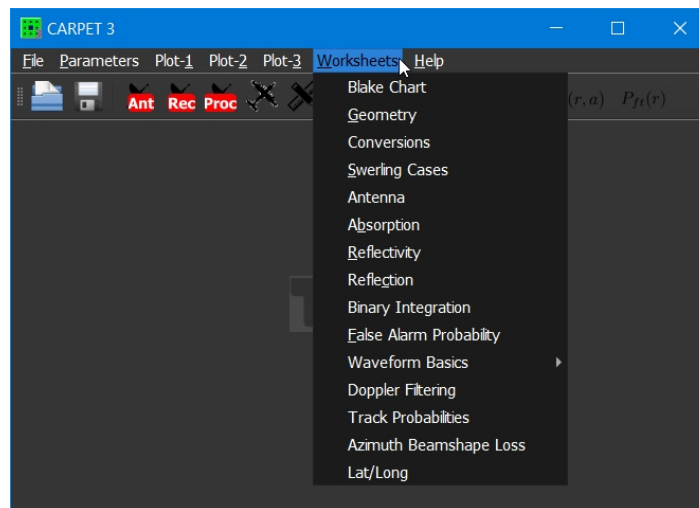 CARPET 3
File Parameters Plot-1 Plot-2 Plot-3 Worksheets Help
Ant Rec Proc (r, a) P_{ft}(r)
Blake Chart
Geometry
Conversions
Swerling Cases
Antenna
Absorption
Reflectivity
Reflection
Binary Integration
False Alarm Probability
Waveform Basics
Doppler Filtering
Track Probabilities
Azimuth Beamshape Loss
Lat/Long